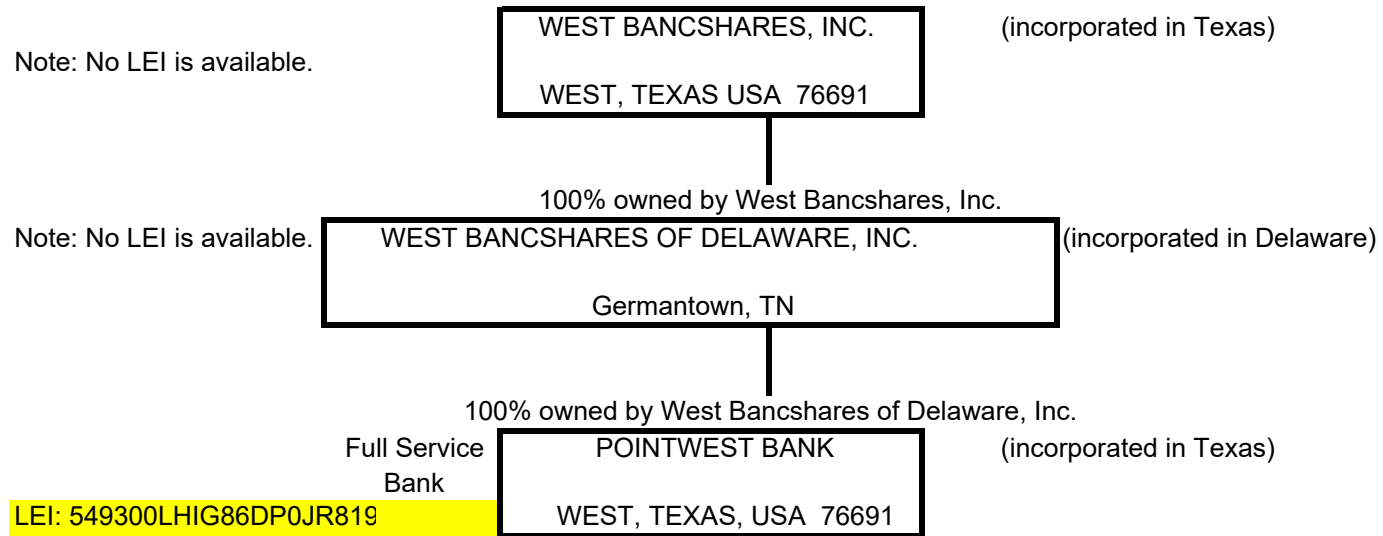 WEST BANCSHARES, INC. (incorporated in Texas)
Note: No LEI is available.
WEST, TEXAS USA 76691
100% owned by West Bancshares, Inc.
Note: No LEI is available. WEST BANCSHARES OF DELAWARE, INC. (incorporated in Delaware)
Germantown, TN
100% owned by West Bancshares of Delaware, Inc.
Full Service POINTWEST BANK (incorporated in Texas)
Bank
LEI: 549300LHIG86DP0JR819 WEST, TEXAS, USA 76691